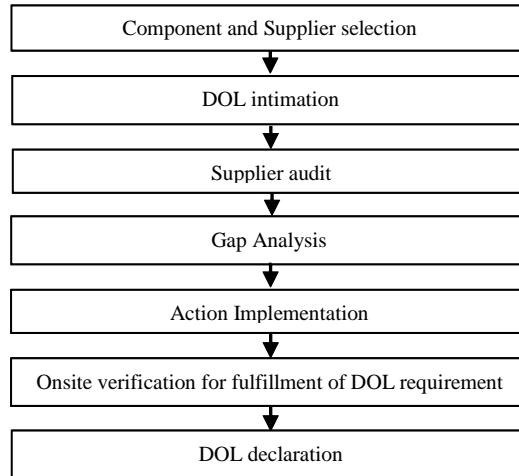 Component and Supplier selection
DOL intimation
Supplier audit
Gap Analysis
Action Implementation
Onsite verification for fulfillment of DOL requirement
DOL declaration